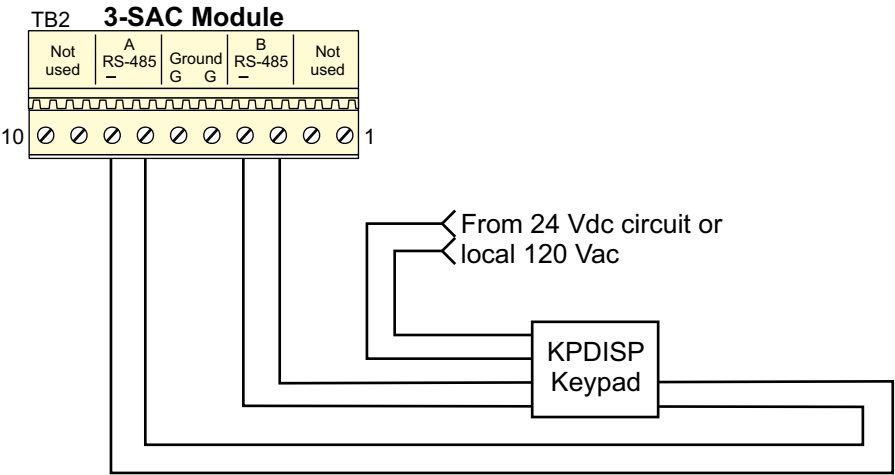 TB2 3-SAC Module
Not used
A
RS-485
–
Ground
G G
B
RS-485
–
Not used
10 1
From 24 Vdc circuit or
local 120 Vac
KPDISP
Keypad